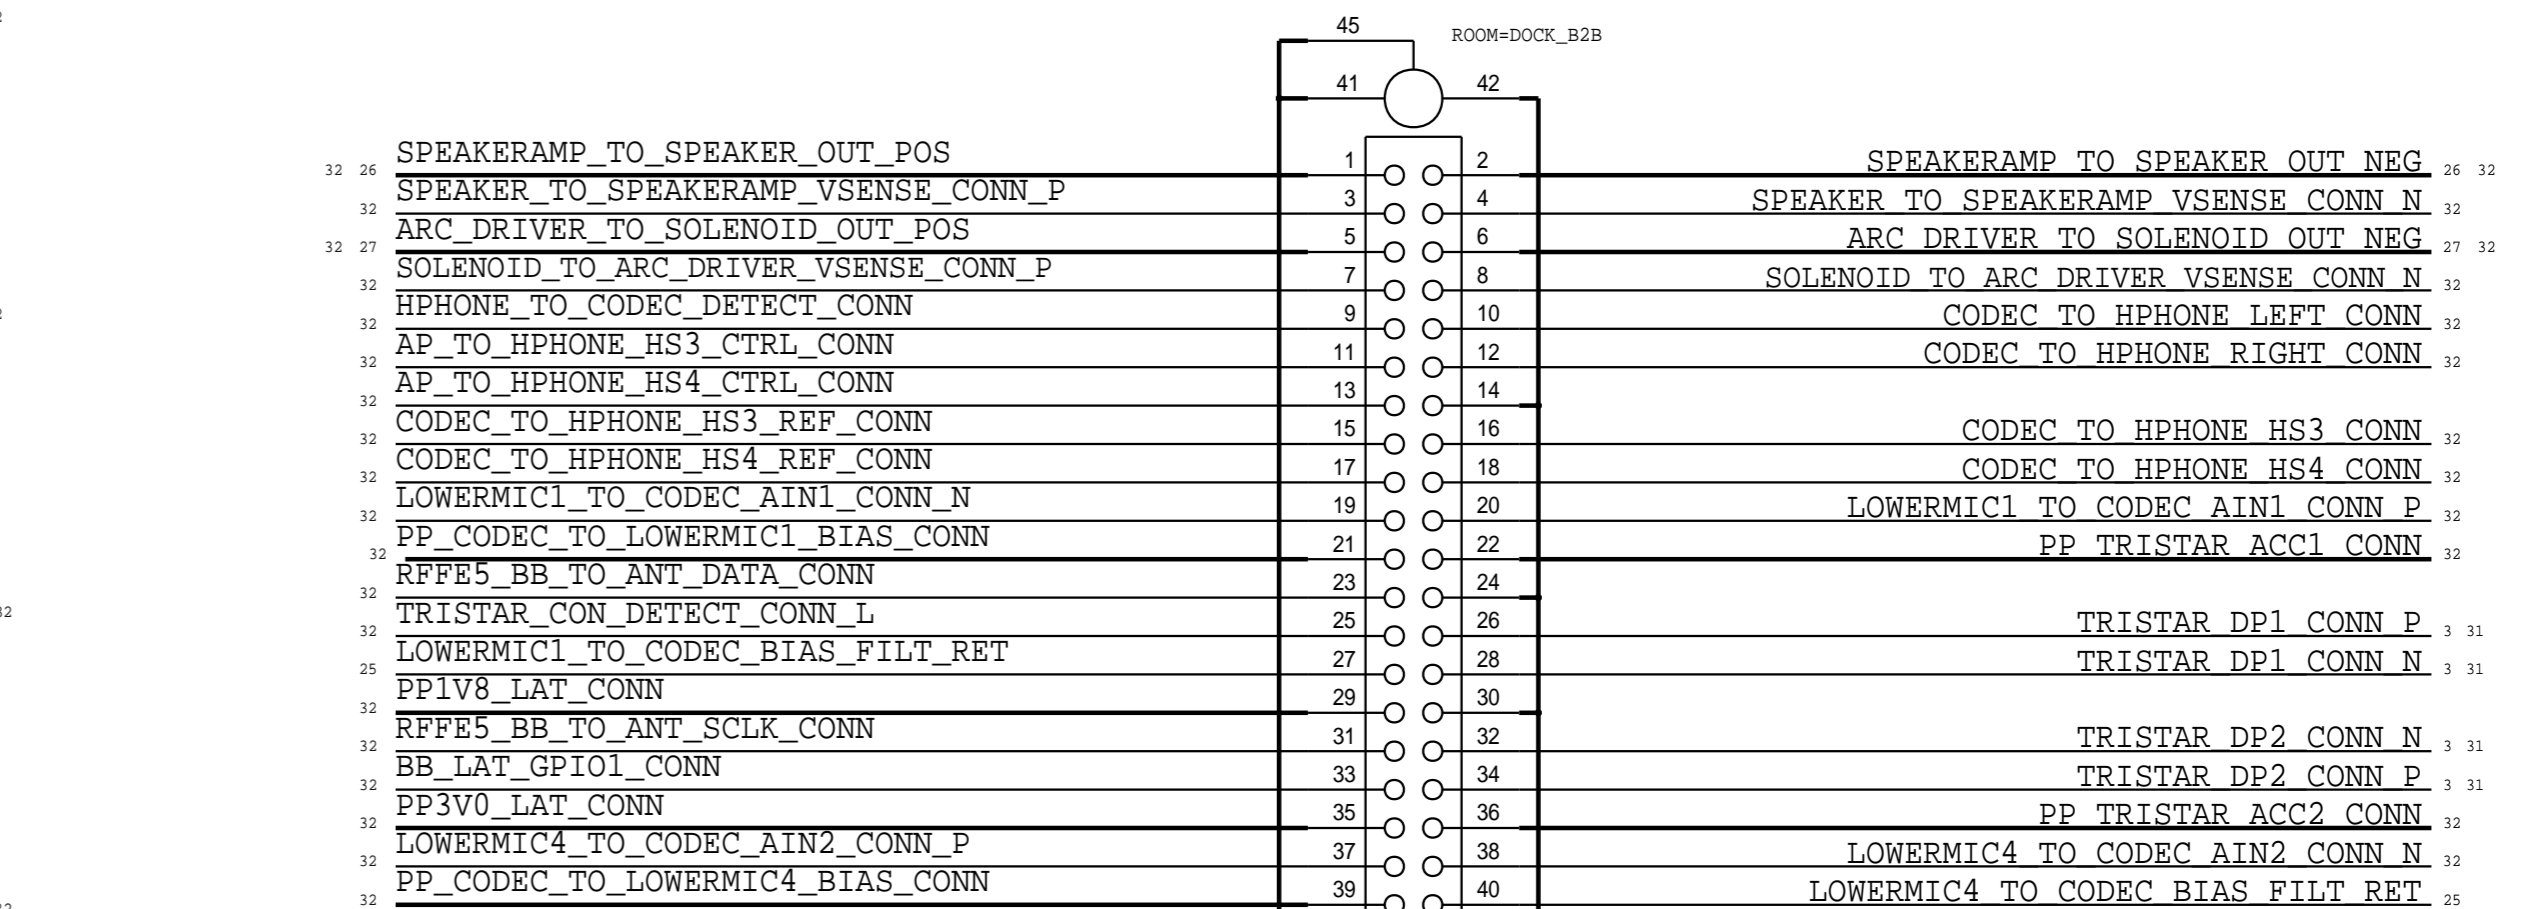 45 ROOM=DOCK_B2B
41 42
SPEAKERAMP_TO_SPEAKER_OUT_POS 1 2 SPEAKERAMP_TO_SPEAKER_OUT_NEG
32 26 26 32
SPEAKER_TO_SPEAKERAMP_VSENSE_CONN_P 3 4 SPEAKER_TO_SPEAKERAMP_VSENSE_CONN_N
32 32
ARC_DRIVER_TO_SOLENOID_OUT_POS 5 6 ARC_DRIVER_TO_SOLENOID_OUT_NEG
32 27 27 32
SOLENOID_TO_ARC_DRIVER_VSENSE_CONN_P 7 8 SOLENOID_TO_ARC_DRIVER_VSENSE_CONN_N
32 32
HPHONE_TO_CODEC_DETECT_CONN 9 10 CODEC_TO_HPHONE_LEFT_CONN
32 32
AP_TO_HPHONE_HS3_CTRL_CONN 11 12 CODEC_TO_HPHONE_RIGHT_CONN
32 32
AP_TO_HPHONE_HS4_CTRL_CONN 13 14
32
CODEC_TO_HPHONE_HS3_REF_CONN 15 16 CODEC_TO_HPHONE_HS3_CONN
32 32
CODEC_TO_HPHONE_HS4_REF_CONN 17 18 CODEC_TO_HPHONE_HS4_CONN
32 32
LOWERMIC1_TO_CODEC_AIN1_CONN_N 19 20 LOWERMIC1_TO_CODEC_AIN1_CONN_P
32 32
PP_CODEC_TO_LOWERMIC1_BIAS_CONN 21 22 PP_TRISTAR_ACC1_CONN
32 32
RFFE5_BB_TO_ANT_DATA_CONN 23 24
32
TRISTAR_CON_DETECT_CONN_L 25 26 TRISTAR_DP1_CONN_P
32 3 31
LOWERMIC1_TO_CODEC_BIAS_FILT_RET 27 28 TRISTAR_DP1_CONN_N
25 3 31
PP1V8_LAT_CONN 29 30
32
RFFE5_BB_TO_ANT_SCLK_CONN 31 32 TRISTAR_DP2_CONN_N
32 3 31
BB_LAT_GPIO1_CONN 33 34 TRISTAR_DP2_CONN_P
32 3 31
PP3V0_LAT_CONN 35 36 PP_TRISTAR_ACC2_CONN
32 32
LOWERMIC4_TO_CODEC_AIN2_CONN_P 37 38 LOWERMIC4_TO_CODEC_AIN2_CONN_N
32 32
PP_CODEC_TO_LOWERMIC4_BIAS_CONN 39 40 LOWERMIC4_TO_CODEC_BIAS_FILT_RET
32 25